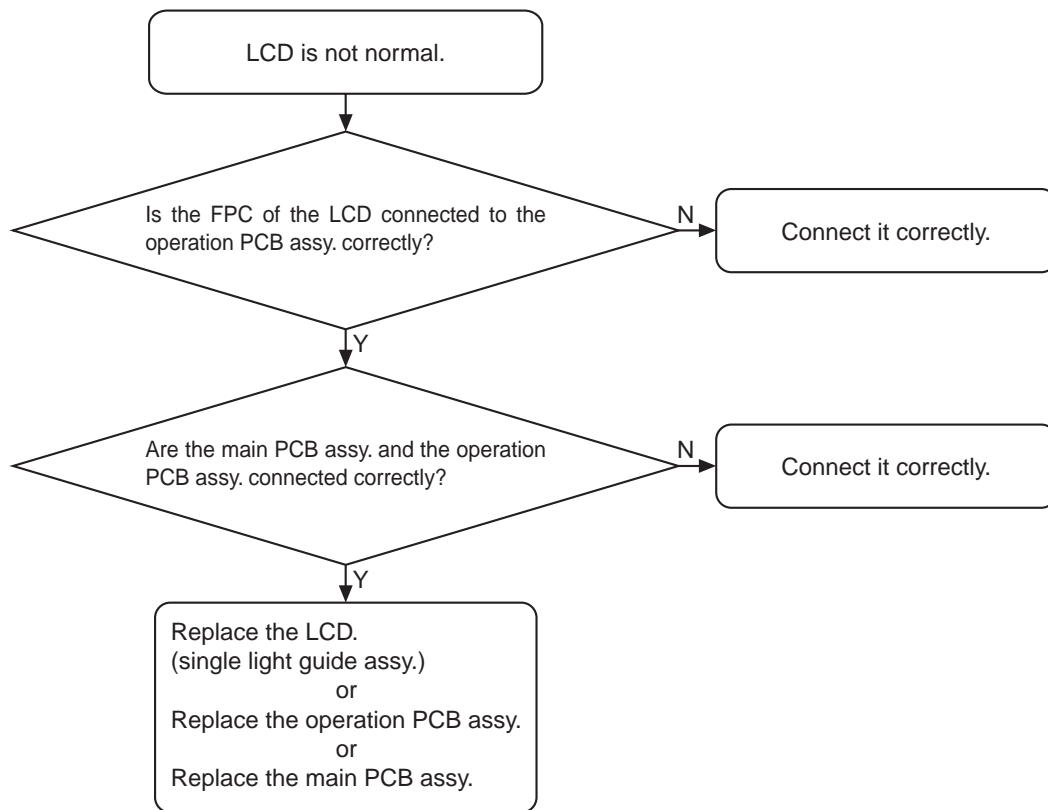 LCD is not normal.
Is the FPC of the LCD connected to the
operation PCB assy. correctly?
N
Connect it correctly.
Y
Are the main PCB assy. and the operation
PCB assy. connected correctly?
N
Connect it correctly.
Y
Replace the LCD.
(single light guide assy.)
or
Replace the operation PCB assy.
or
Replace the main PCB assy.